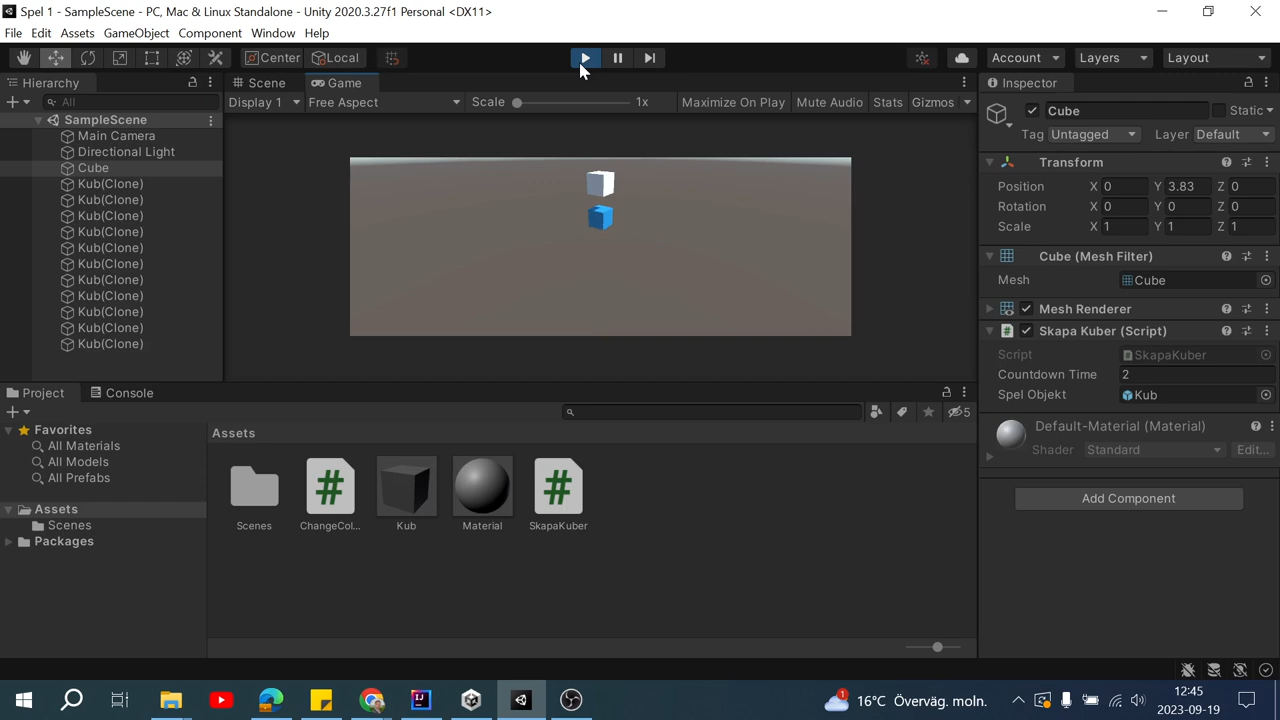 Spel 1 - SampleScene - PC, Mac & Linux Standalone - Unity 2020.3.27f1 Personal <DX11>
File Edit Assets GameObject Component Window Help
Center Local Account Layers Layout
Hierarchy Scene Game Inspector
All Display 1 Free Aspect Scale 1x Maximize On Play Mute Audio Stats Gizmos
Cube Static
Tag Untagged Layer Default
SampleScene
Main Camera
Directional Light
Cube
Kub(Clone)
Kub(Clone)
Kub(Clone)
Kub(Clone)
Kub(Clone)
Kub(Clone)
Kub(Clone)
Kub(Clone)
Kub(Clone)
Kub(Clone)
Kub(Clone)
Transform
Position X 0 Y 3.83 Z 0
Rotation X 0 Y 0 Z 0
Scale X 1 Y 1 Z 1
Cube (Mesh Filter)
Mesh Cube
Mesh Renderer
# Skapa Kuber (Script)
Script SkapaKuber
Countdown Time 2
Spel Objekt Kub
Default-Material (Material)
Shader Standard Edit...
Add Component
Project Console
5
Favorites
All Materials
All Models
All Prefabs
Assets
Scenes
Packages
Assets
# #
Scenes ChangeCol... Kub Material SkapaKuber
1 16°C Överväg. moln. 12:45
2023-09-19